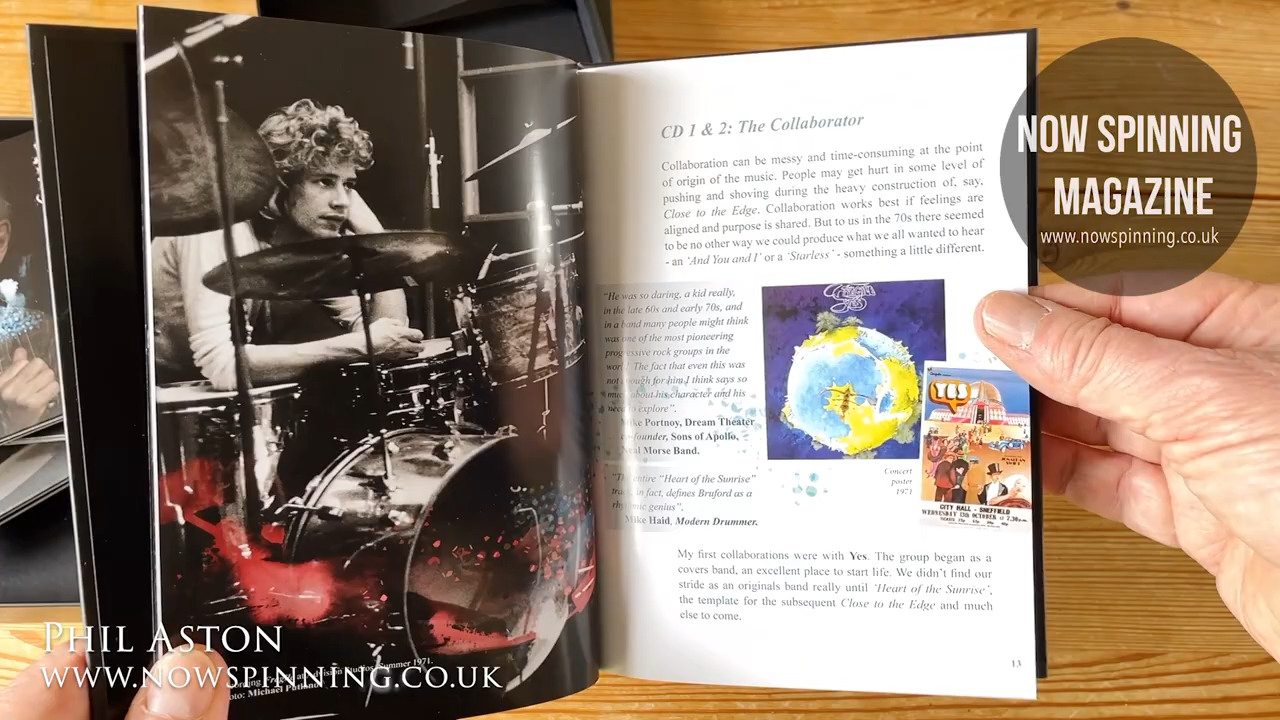 CD 1 & 2: The Collaborator
Collaboration can be messy and time-consuming at the point
of origin of the music. People may get hurt in some level of
pushing and shoving during the heavy construction of, say,
Close to the Edge. Collaboration works best if feelings are
aligned and purpose is shared. But to us in the 70s there seemed
to be no other way we could produce what we all wanted to hear
- an ‘And You and I’ or a ‘Starless’ - something a little different.
“He was so daring, a kid really,
in the late 60s and early 70s, and
in a band many people might think
was one of the most pioneering
progressive rock groups in the
The fact that even this was
for him I think says so
about his character and his
explore”.
Mike Portnoy, Dream Theater
co-founder, Sons of Apollo,
Neal Morse Band.
entire “Heart of the Sunrise”
in fact, defines Bruford as a
genius”.
Mike Haid, Modern Drummer.
YES
CITY HALL - SHEFFIELD
WEDNESDAY 13th OCTOBER at 7.30
Concert
poster
1971
My first collaborations were with Yes. The group began as a
covers band, an excellent place to start life. We didn’t find our
stride as an originals band really until ‘Heart of the Sunrise’,
the template for the subsequent Close to the Edge and much
else to come.
13
Summer 1971.
Michael Putland
NOW SPINNING
MAGAZINE
www.nowspinning.co.uk
PHIL ASTON
WWW.NOWSPINNING.CO.UK